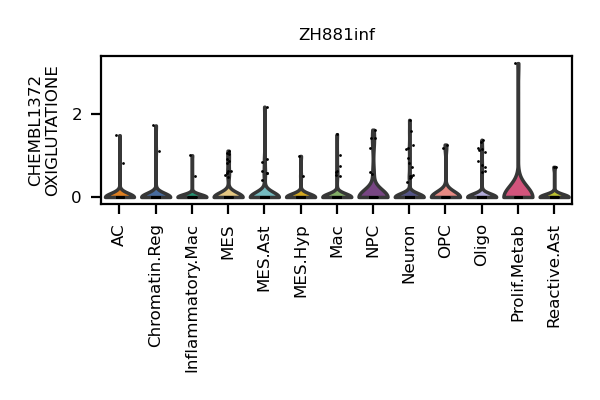 ZH881inf
CHEMBL1372
OXIGLUTATIONE
2
0
AC
Chromatin.Reg
Inflammatory.Mac
MES
MES.Ast
MES.Hyp
Mac
NPC
Neuron
OPC
Oligo
Prolif.Metab
Reactive.Ast